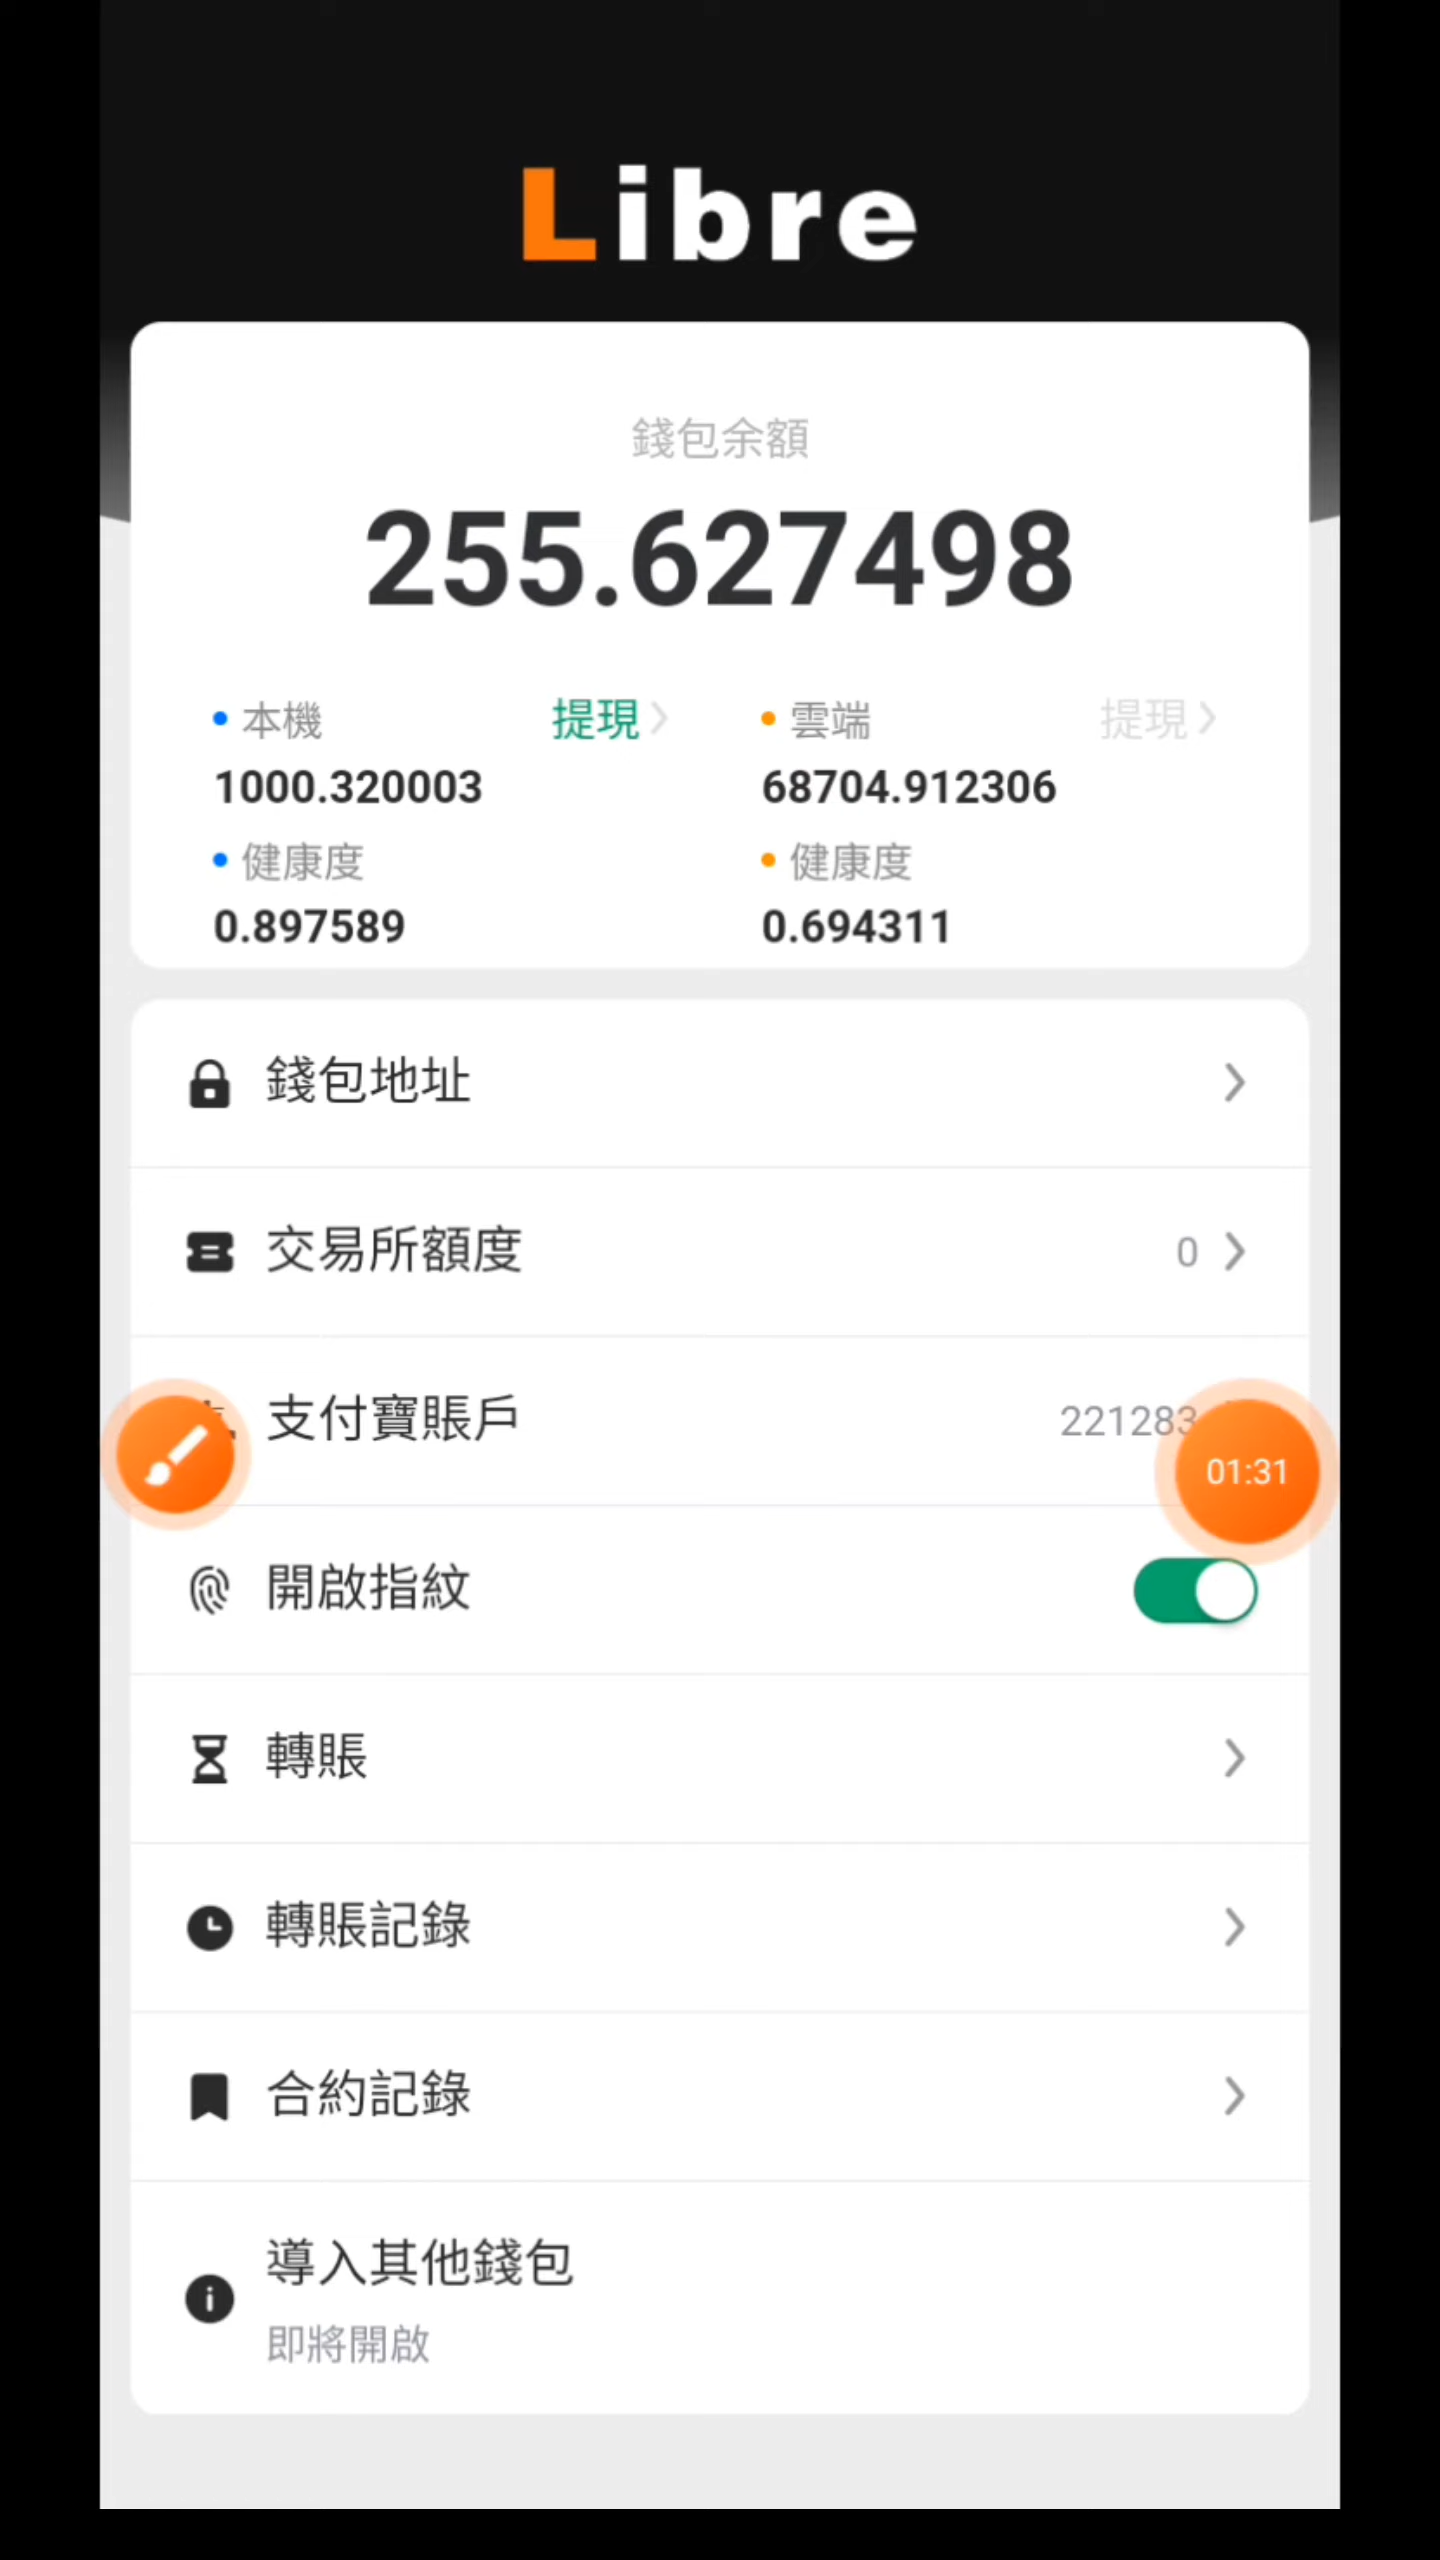 Libre
錢包余額
255.627498
本機 提現 雲端 提現
1000.320003 68704.912306
健康度 健康度
0.897589 0.694311
錢包地址
交易所額度 0
支付寶賬戶 221283
01:31
開啟指紋
轉賬
轉賬記錄
合約記錄
導入其他錢包
即將開啟